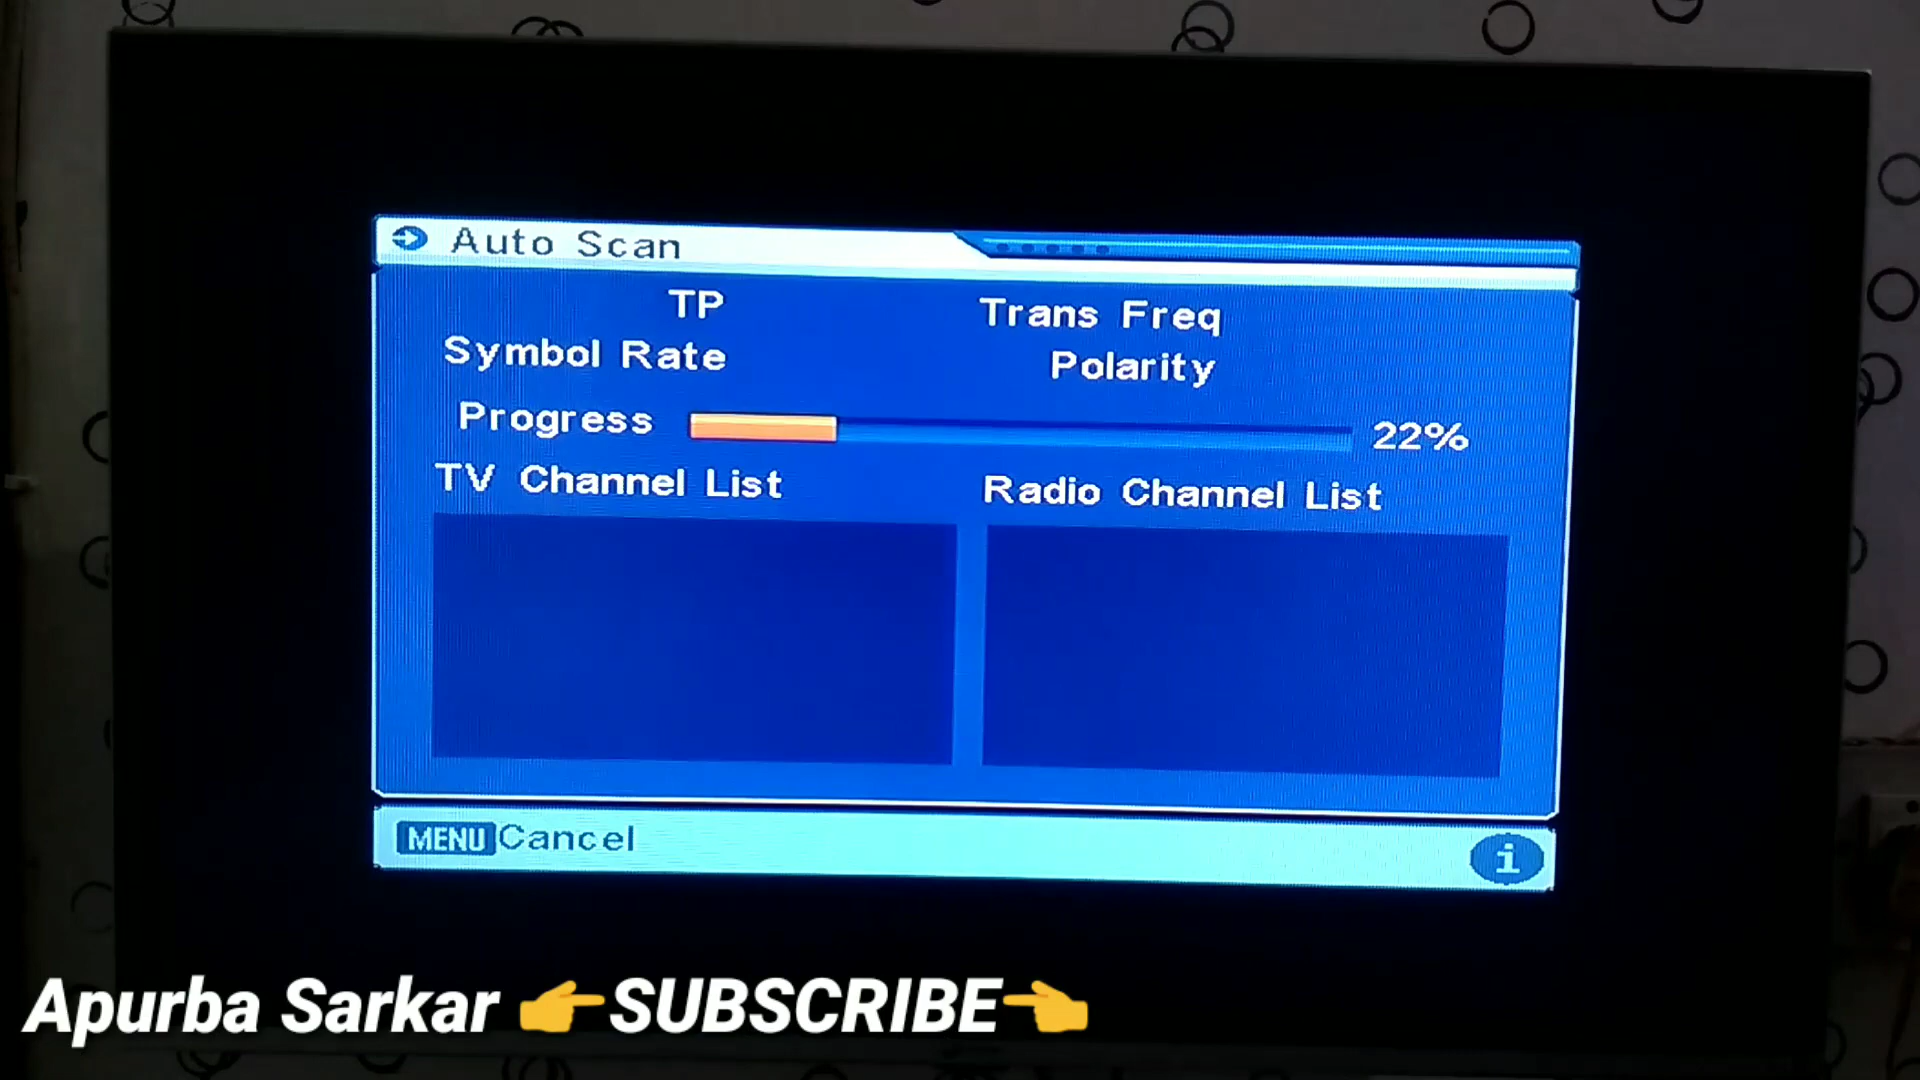 Auto Scan
TP Trans Freq
Symbol Rate Polarity
Progress 22%
TV Channel List Radio Channel List
MENU Cancel i
Apurba Sarkar 👉SUBSCRIBE👈